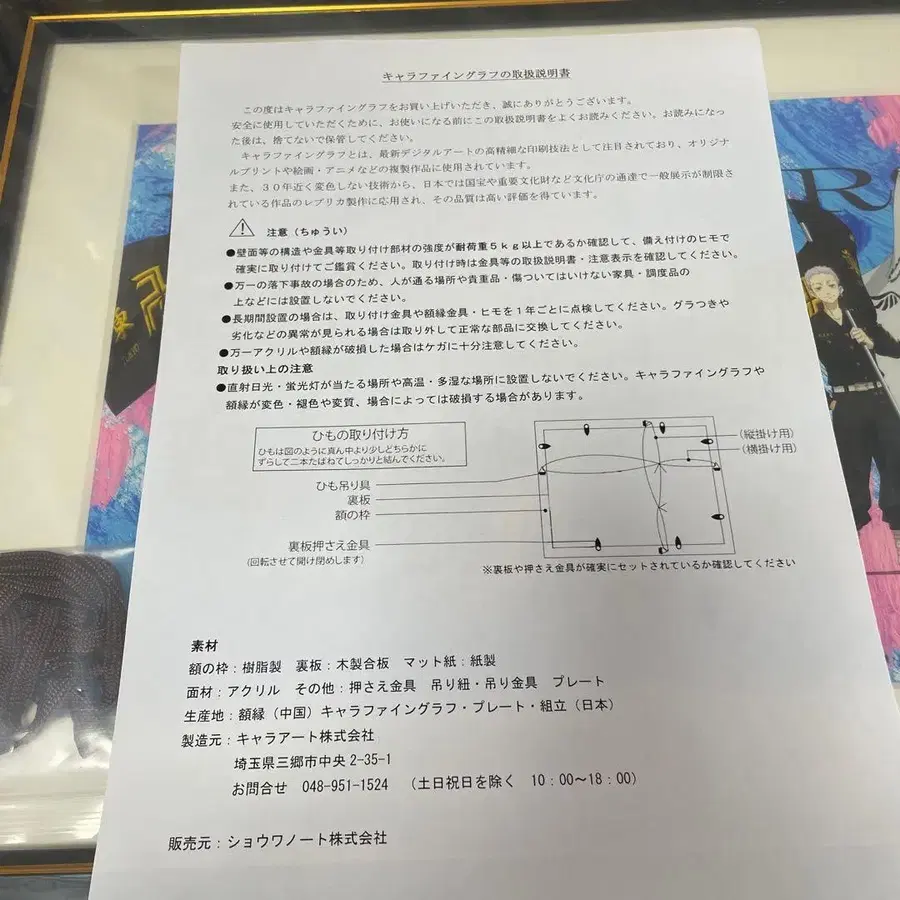 キャラファイングラフの取扱説明書
この度はキャラファイングラフをお買い上げいただき、誠にありがとうございます。
安全に使用していただくために、お使いになる前にこの取扱説明書をよくお読みください。お読みになっ
た後は、捨てないで保管してください。
キャラファイングラフとは、最新デジタルアートの高精細な印刷技法として注目されており、オリジナ
ルプリントや絵画・アニメなどの複製作品に使用されています。
また、30年近く変色しない技術から、日本では国宝や重要文化財など文化庁の通達で一般展示が制限さ
れている作品のレプリカ製作に応用され、その品質は高い評価を得ています。
注意（ちゅうい）
●壁面等の構造や金具等取り付け部材の強度が耐荷重5kg以上であるか確認して、備え付けのヒモで
確実に取り付けてご鑑賞ください。取り付け時は金具等の取扱説明書・注意表示を確認してください。
●万一の落下事故の場合のため、人が通る場所や貴重品・傷ついてはいけない家具・調度品の
上などには設置しないでください。
●長期間設置の場合は、取り付け金具や額縁金具・ヒモを1年ごとに点検してください。グラつきや
劣化などの異常が見られる場合は取り外して正常な部品に交換してください。
●万一アクリルや額縁が破損した場合はケガに十分注意してください。
取り扱い上の注意
●直射日光・蛍光灯が当たる場所や高温・多湿な場所に設置しないでください。キャラファイングラフや
額縁が変色・褪色や変質、場合によっては破損する場合があります。
ひもの取り付け方
ひもは図のように真ん中より少しどちらかに
ずらして二本たばねてしっかりと結んでください。
(縦掛け用)
(横掛け用)
ひも吊り具
裏板
額の枠
裏板押さえ金具
(回転させて開け閉めします)
※裏板や押さえ金具が確実にセットされているか確認してください
素材
額の枠：樹脂製 裏板：木製合板 マット紙：紙製
面材：アクリル その他：押さえ金具 吊り紐・吊り金具 プレート
生産地：額縁（中国）キャラファイングラフ・プレート・組立（日本）
製造元：キャラアート株式会社
埼玉県三郷市中央2-35-1
お問合せ 048-951-1524 （土日祝日を除く 10：00〜18：00）
販売元：ショウワノート株式会社